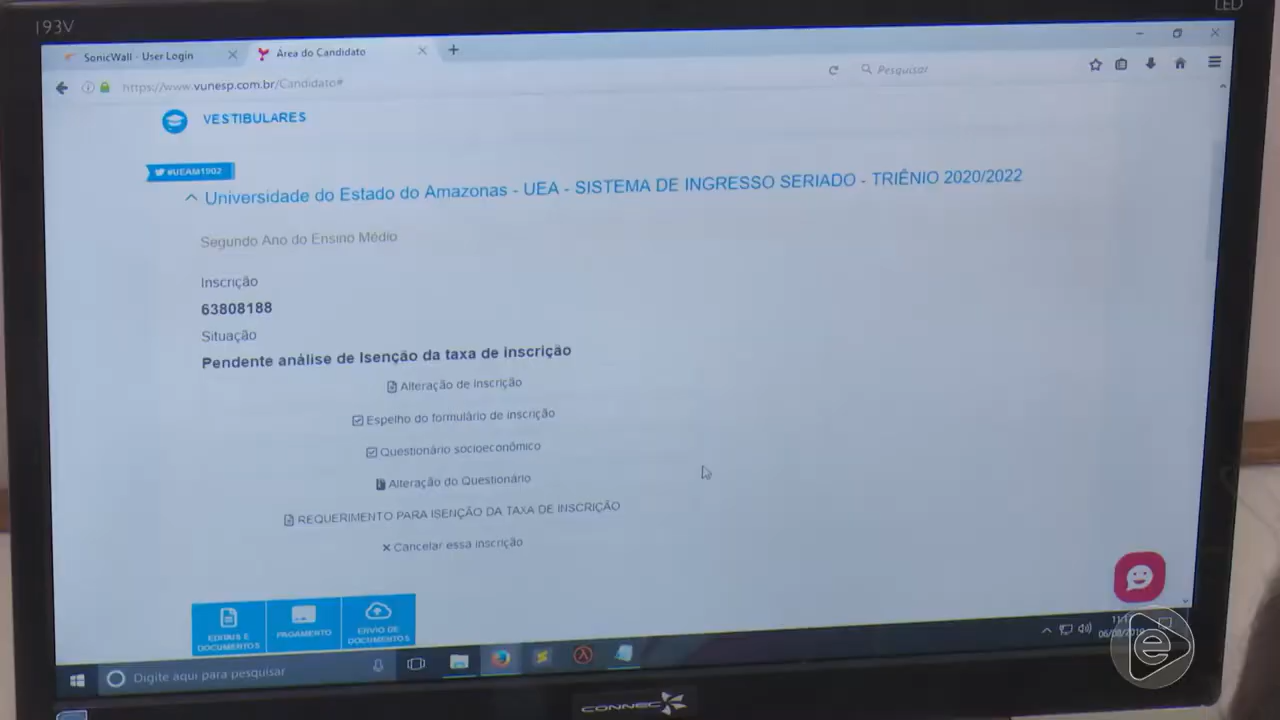 193V
LED
SonicWall - User Login
Área do Candidato
https://www.vunesp.com.br/Candidato#
Pesquisar
VESTIBULARES
#UEAM1902
Universidade do Estado do Amazonas - UEA - SISTEMA DE INGRESSO SERIADO - TRIÊNIO 2020/2022
Segundo Ano do Ensino Médio
Inscrição
63808188
Situação
Pendente análise de Isenção da taxa de inscrição
Alteração de inscrição
Espelho do formulário de inscrição
Questionário socioeconômico
Alteração do Questionário
REQUERIMENTO PARA ISENÇÃO DA TAXA DE INSCRIÇÃO
Cancelar essa inscrição
EDITAIS E DOCUMENTOS
PAGAMENTO
ENVIO DE DOCUMENTOS
Digite aqui para pesquisar
CONNEC
e